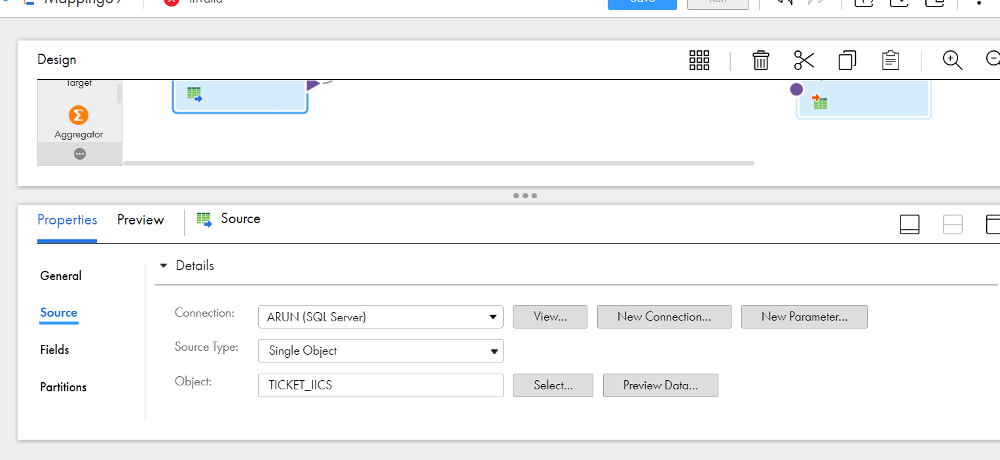 Invalid
Save
Run
Design
Target
Aggregator
Properties
Preview
Source
Details
General
Source
Fields
Partitions
Connection:
ARUN (SQL Server)
View...
New Connection...
New Parameter...
Source Type:
Single Object
Object:
TICKET_IICS
Select...
Preview Data...